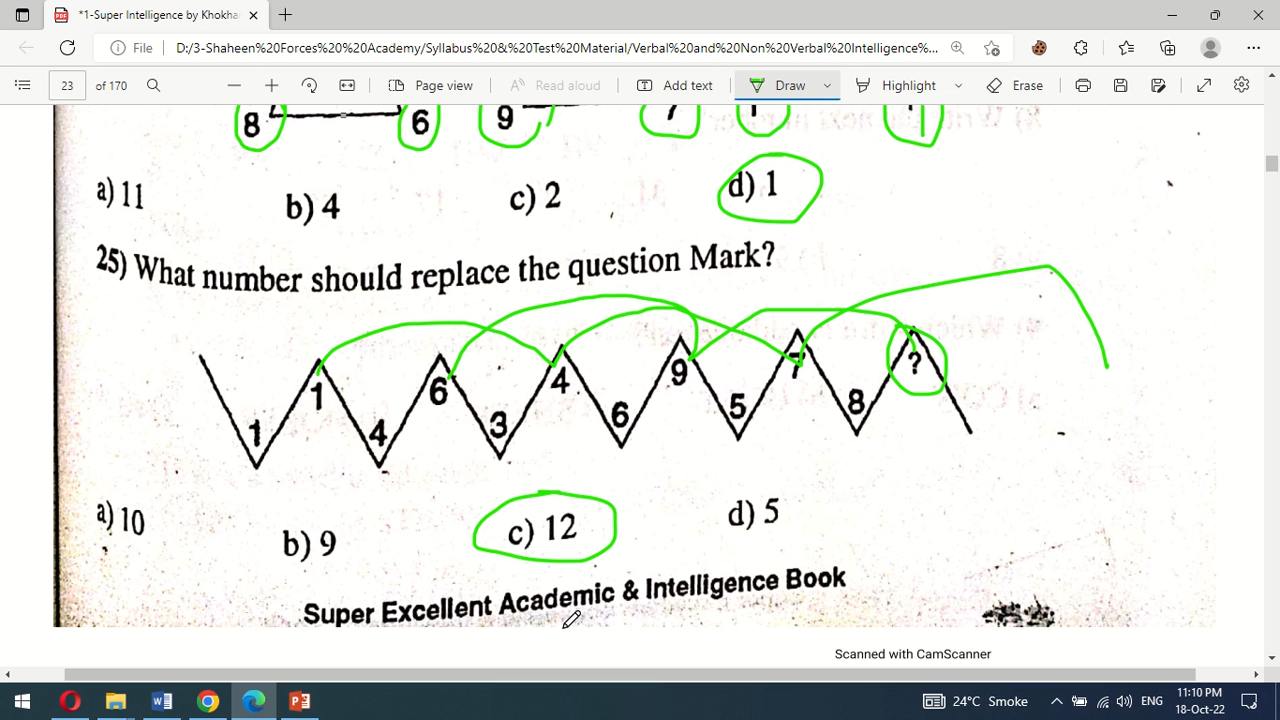 *1-Super Intelligence by Khokha
File
D:/3-Shaheen%20Forces%20%20Academy/Syllabus%20&%20Test%20Material/Verbal%20and%20Non%20Verbal%20Intelligence%...
23 of 170
Page view
Read aloud
Add text
Draw
Highlight
Erase
8 6 9 7 1 1
a) 11 b) 4 c) 2 d) 1
25) What number should replace the question Mark?
1 6 4 9 7 ?
1 4 3 6 5 8
a) 10 b) 9 c) 12 d) 5
Super Excellent Academic & Intelligence Book
Scanned with CamScanner
24°C Smoke
ENG
11:10 PM
18-Oct-22